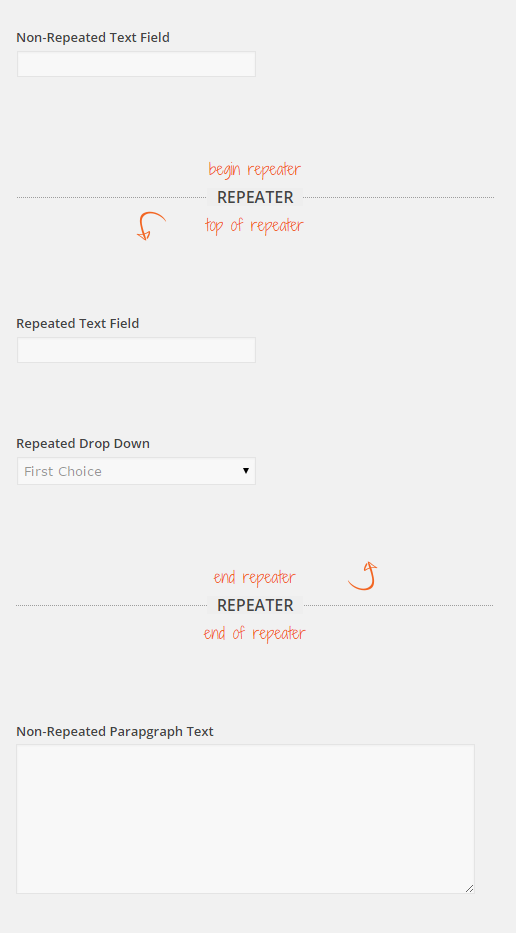 Non-Repeated Text Field
begin repeater
REPEATER
top of repeater
Repeated Text Field
Repeated Drop Down
First Choice
end repeater
REPEATER
end of repeater
Non-Repeated Parapgraph Text